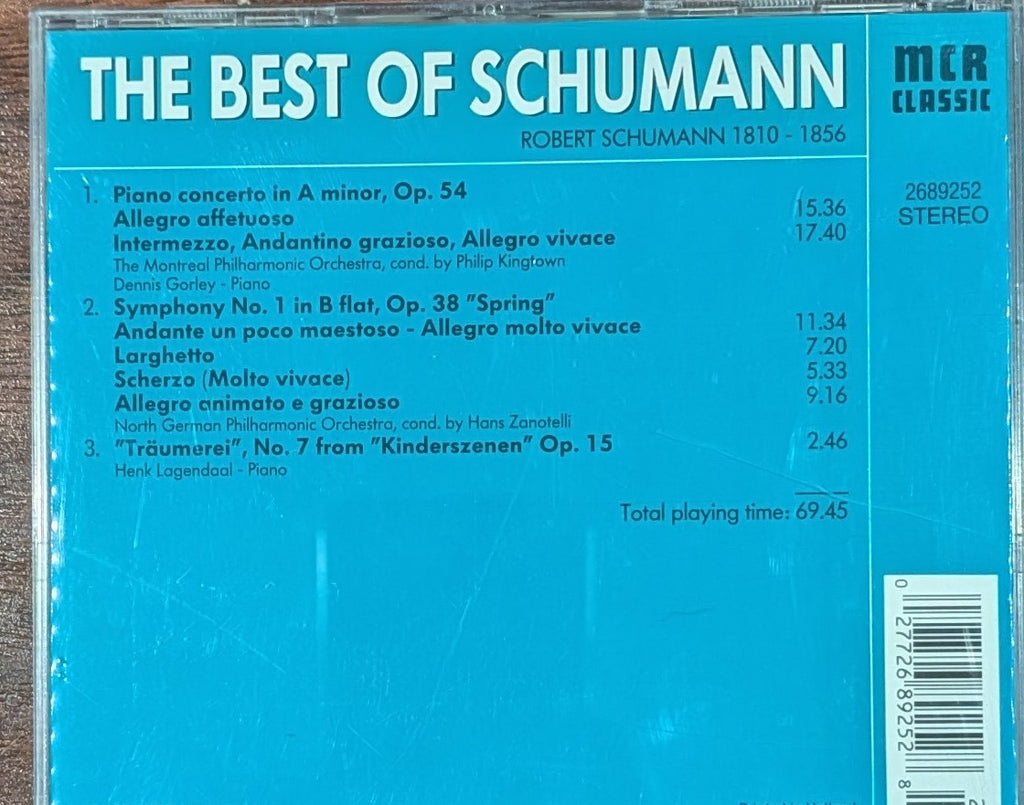 THE BEST OF SCHUMANN
ROBERT SCHUMANN 1810 - 1856
MCR
CLASSIC
2689252
STEREO
1. Piano concerto in A minor, Op. 54
Allegro affetuoso 15.36
Intermezzo, Andantino grazioso, Allegro vivace 17.40
The Montreal Philharmonic Orchestra, cond. by Philip Kingtown
Dennis Gorley - Piano
2. Symphony No. 1 in B flat, Op. 38 "Spring"
Andante un poco maestoso - Allegro molto vivace 11.34
Larghetto 7.20
Scherzo (Molto vivace) 5.33
Allegro animato e grazioso 9.16
North German Philharmonic Orchestra, cond. by Hans Zanotelli
3. "Träumerei", No. 7 from "Kinderszenen" Op. 15 2.46
Henk Lagendaal - Piano
Total playing time: 69.45
0 27726 89252 8